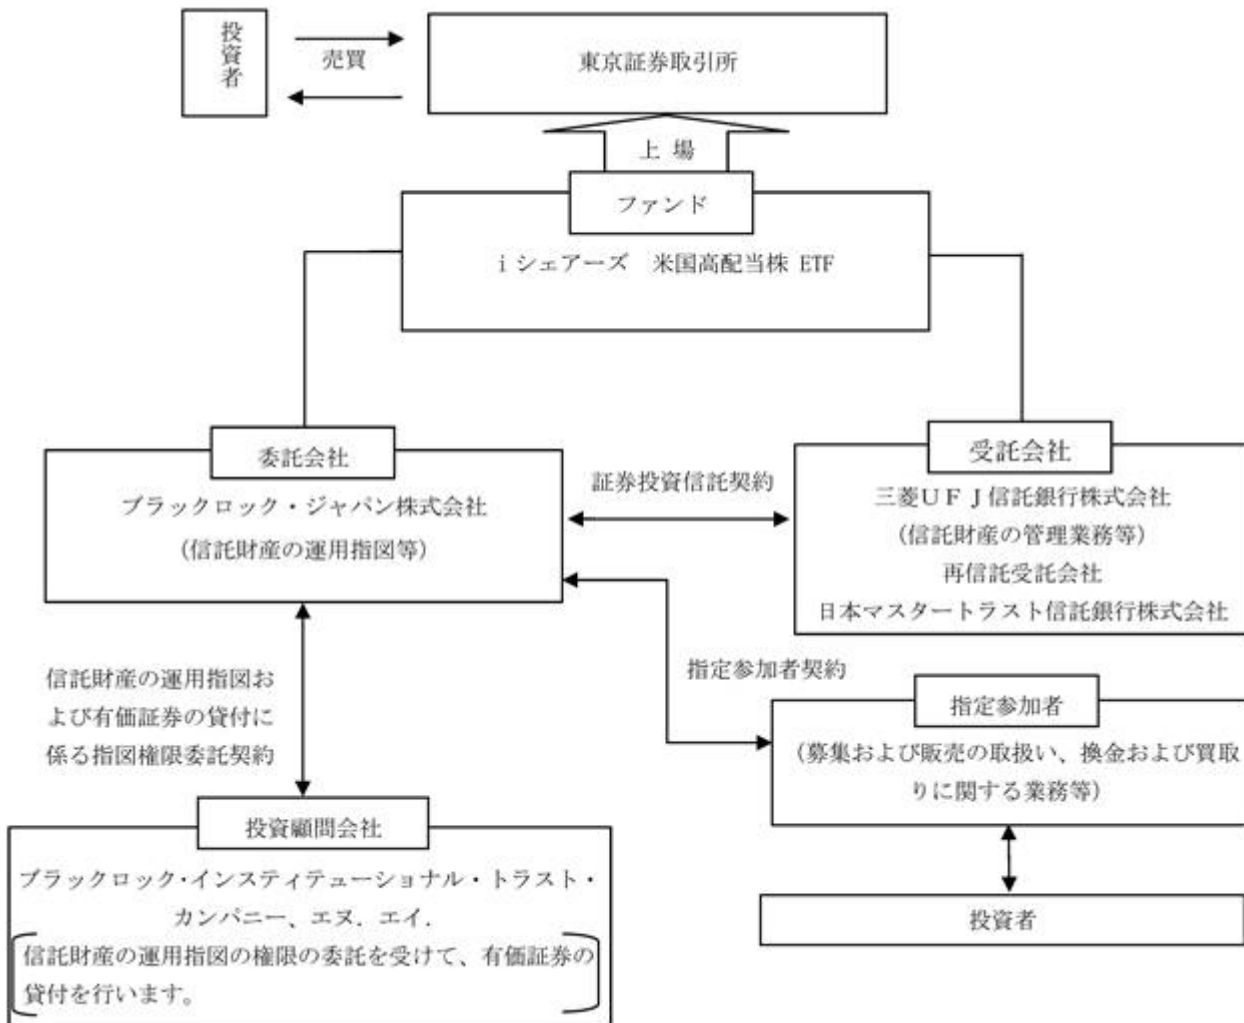 投資者
売買
東京証券取引所
上 場
ファンド
i シェアーズ　米国高配当株 ETF
委託会社
ブラックロック・ジャパン株式会社
(信託財産の運用指図等)
証券投資信託契約
受託会社
三菱ＵＦＪ信託銀行株式会社
(信託財産の管理業務等)
再信託受託会社
日本マスタートラスト信託銀行株式会社
信託財産の運用指図お
よび有価証券の貸付に
係る指図権限委託契約
指定参加者契約
指定参加者
(募集および販売の取扱い、換金および買取
りに関する業務等)
投資者
投資顧問会社
ブラックロック・インスティテューショナル・トラスト・
カンパニー、エヌ．エイ．
信託財産の運用指図の権限の委託を受けて、有価証券の
貸付を行います。